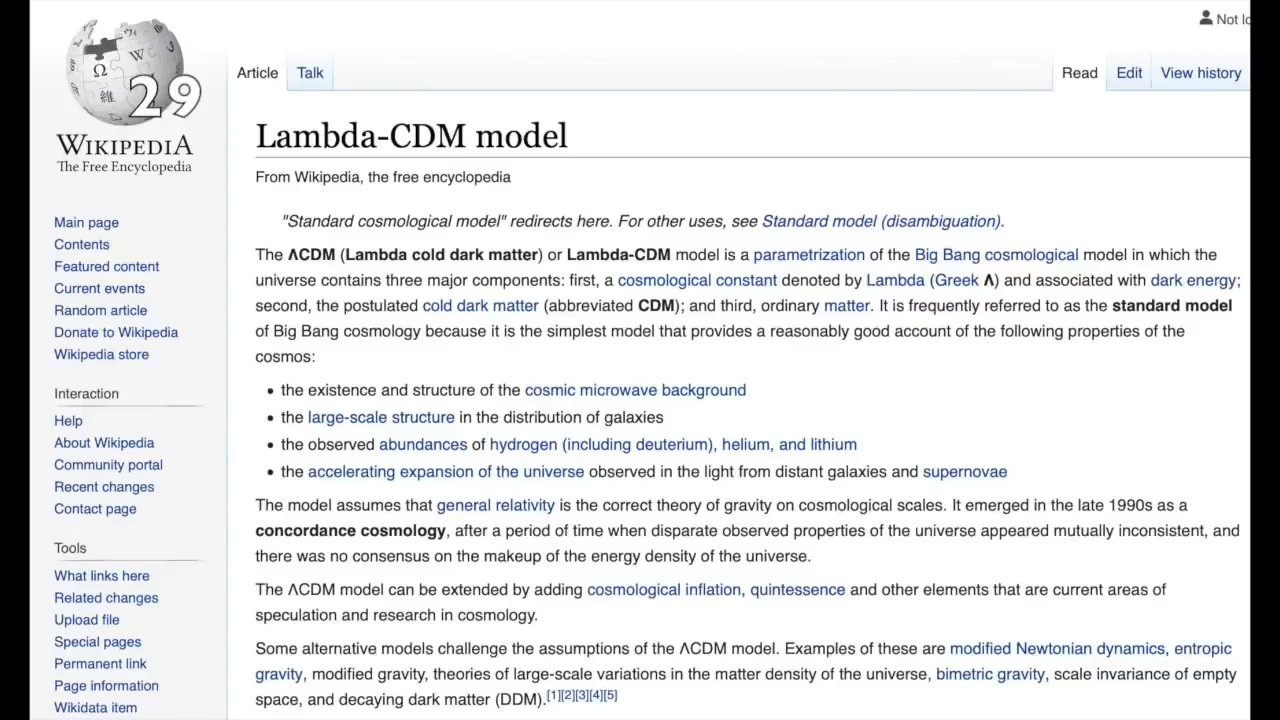 Not lo
29
WIKIPEDIA
The Free Encyclopedia
Main page
Contents
Featured content
Current events
Random article
Donate to Wikipedia
Wikipedia store
Interaction
Help
About Wikipedia
Community portal
Recent changes
Contact page
Tools
What links here
Related changes
Upload file
Special pages
Permanent link
Page information
Wikidata item
Article Talk Read Edit View history
Lambda-CDM model
From Wikipedia, the free encyclopedia
"Standard cosmological model" redirects here. For other uses, see Standard model (disambiguation).
The ΛCDM (Lambda cold dark matter) or Lambda-CDM model is a parametrization of the Big Bang cosmological model in which the
universe contains three major components: first, a cosmological constant denoted by Lambda (Greek Λ) and associated with dark energy;
second, the postulated cold dark matter (abbreviated CDM); and third, ordinary matter. It is frequently referred to as the standard model
of Big Bang cosmology because it is the simplest model that provides a reasonably good account of the following properties of the
cosmos:
• the existence and structure of the cosmic microwave background
• the large-scale structure in the distribution of galaxies
• the observed abundances of hydrogen (including deuterium), helium, and lithium
• the accelerating expansion of the universe observed in the light from distant galaxies and supernovae
The model assumes that general relativity is the correct theory of gravity on cosmological scales. It emerged in the late 1990s as a
concordance cosmology, after a period of time when disparate observed properties of the universe appeared mutually inconsistent, and
there was no consensus on the makeup of the energy density of the universe.
The ΛCDM model can be extended by adding cosmological inflation, quintessence and other elements that are current areas of
speculation and research in cosmology.
Some alternative models challenge the assumptions of the ΛCDM model. Examples of these are modified Newtonian dynamics, entropic
gravity, modified gravity, theories of large-scale variations in the matter density of the universe, bimetric gravity, scale invariance of empty
space, and decaying dark matter (DDM).[1][2][3][4][5]